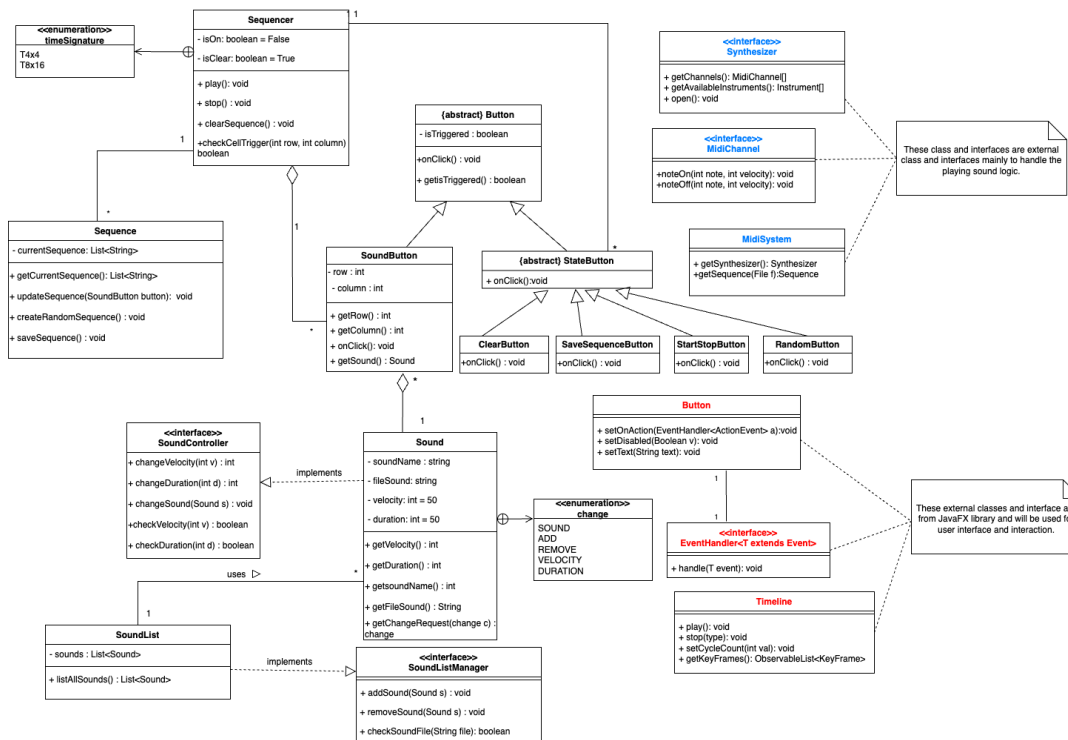 <<enumeration>>
timeSignature
T4x4
T8x16
Sequencer
- isOn: boolean = False
- isClear: boolean = True
+ play(): void
+ stop() : void
+ clearSequence() : void
+checkCellTrigger(int row, int column)
boolean
* 1
1
*
1
*
*
Sequence
- currentSequence: List<String>
+ getCurrentSequence(): List<String>
+ updateSequence(SoundButton button): void
+ createRandomSequence(): void
+ saveSequence() : void
{abstract} Button
- isTriggered : boolean
+onClick() : void
+ getisTriggered() : boolean
SoundButton
- row : int
- column : int
+ getRow() : int
+ getColumn() : int
+ onClick(): void
+ getSound() : Sound
*
1
{abstract} StateButton
+ onClick():void
ClearButton
+onClick() : void
SaveSequenceButton
+onClick() : void
StartStopButton
+onClick() : void
RandomButton
+onClick() : void
<<interface>>
Synthesizer
+ getChannels(): MidiChannel[]
+ getAvailableInstruments(): Instrument[]
+ open(): void
<<interface>>
MidiChannel
+noteOn(int note, int velocity): void
+noteOff(int note, int velocity): void
MidiSystem
+ getSynthesizer(): Synthesizer
+getSequence(File f):Sequence
These class and interfaces are external
class and interfaces mainly to handle the
playing sound logic.
<<interface>>
SoundController
+ changeVelocity(int v) : int
+ changeDuration(int d) : int
+ changeSound(Sound s) : void
+checkVelocity(int v) : boolean
+ checkDuration(int d) : boolean
implements
Sound
- soundName : string
- fileSound: string
- velocity: int = 50
- duration: int = 50
+ getVelocity() : int
+ getDuration() : int
+ getsoundName() : int
+ getFileSound() : String
+ getChangeRequest(change c) :
change
<<enumeration>>
change
SOUND
ADD
REMOVE
VELOCITY
DURATION
uses
*
1
SoundList
- sounds : List<Sound>
+ listAllSounds() : List<Sound>
implements
<<interface>>
SoundListManager
+ addSound(Sound s) : void
+ removeSound(Sound s) : void
+ checkSoundFile(String file): boolean
Button
+ setOnAction(EventHandler<ActionEvent> a):void
+ setDisabled(Boolean v): void
+ setText(String text): void
1
1
<<interface>>
EventHandler<T extends Event>
+ handle(T event): void
Timeline
+ play(): void
+ stop(type): void
+ setCycleCount(int val): void
+ getKeyFrames(): ObservableList<KeyFrame>
These external classes and interface a
from JavaFX library and will be used fo
user interface and interaction.